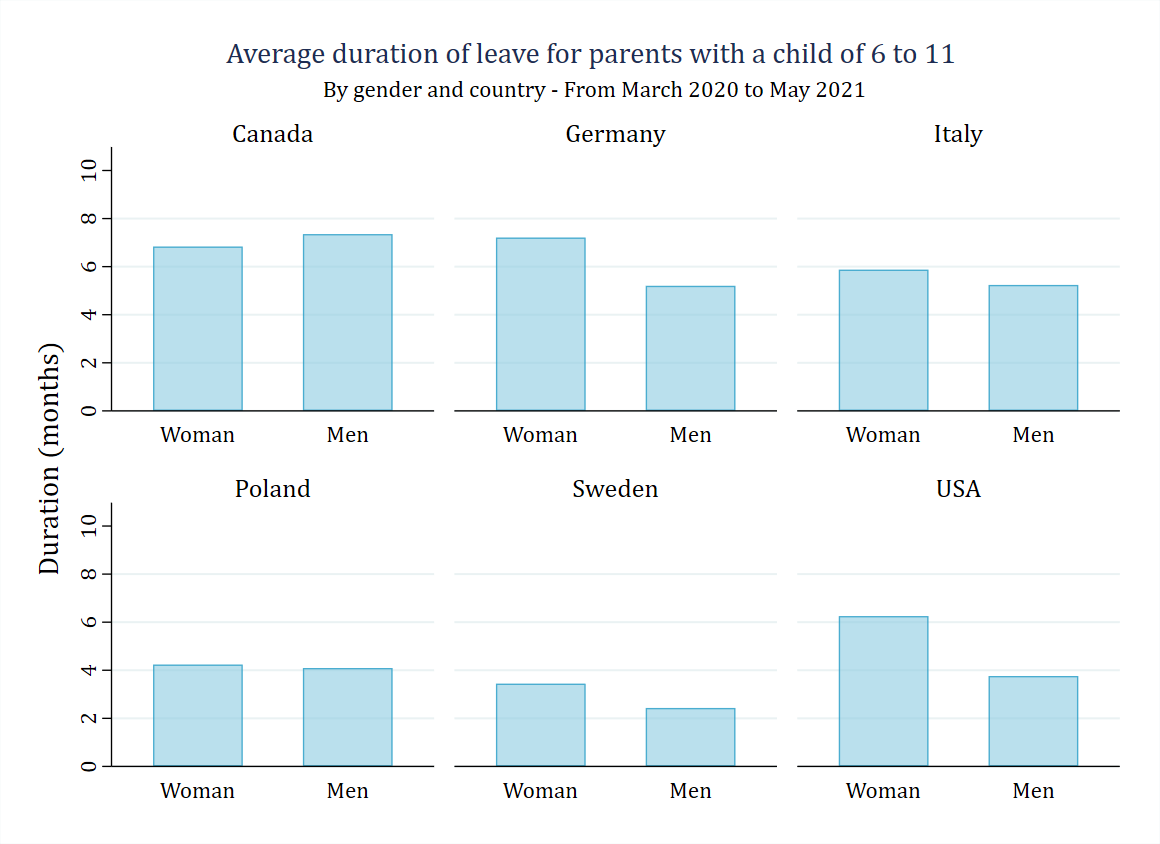 Average duration of leave for parents with a child of 6 to 11
By gender and country - From March 2020 to May 2021
Duration (months)
Canada
Germany
Italy
10
8
6
4
2
0
Woman
Men
Woman
Men
Woman
Men
Poland
Sweden
USA
10
8
6
4
2
0
Woman
Men
Woman
Men
Woman
Men